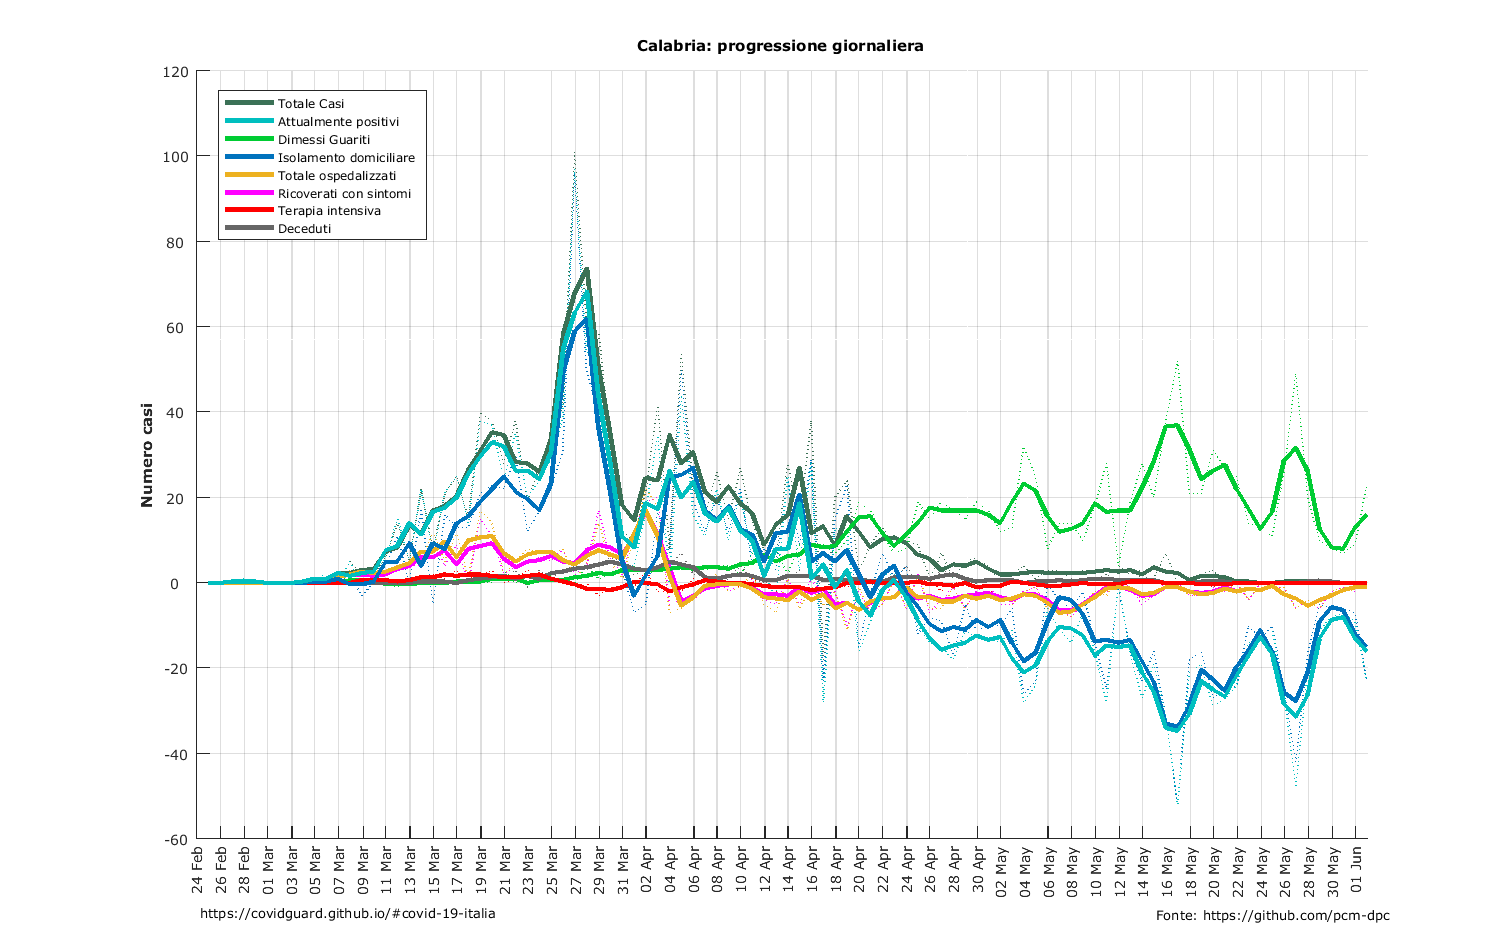 Calabria: progressione giornaliera
Numero casi
120
100
80
60
40
20
0
-20
-40
-60
Totale Casi
Attualmente positivi
Dimessi Guariti
Isolamento domiciliare
Totale ospedalizzati
Ricoverati con sintomi
Terapia intensiva
Deceduti
24 Feb
26 Feb
28 Feb
01 Mar
03 Mar
05 Mar
07 Mar
09 Mar
11 Mar
13 Mar
15 Mar
17 Mar
19 Mar
21 Mar
23 Mar
25 Mar
27 Mar
29 Mar
31 Mar
02 Apr
04 Apr
06 Apr
08 Apr
10 Apr
12 Apr
14 Apr
16 Apr
18 Apr
20 Apr
22 Apr
24 Apr
26 Apr
28 Apr
30 Apr
02 May
04 May
06 May
08 May
10 May
12 May
14 May
16 May
18 May
20 May
22 May
24 May
26 May
28 May
30 May
01 Jun
https://covidguard.github.io/#covid-19-italia
Fonte: https://github.com/pcm-dpc